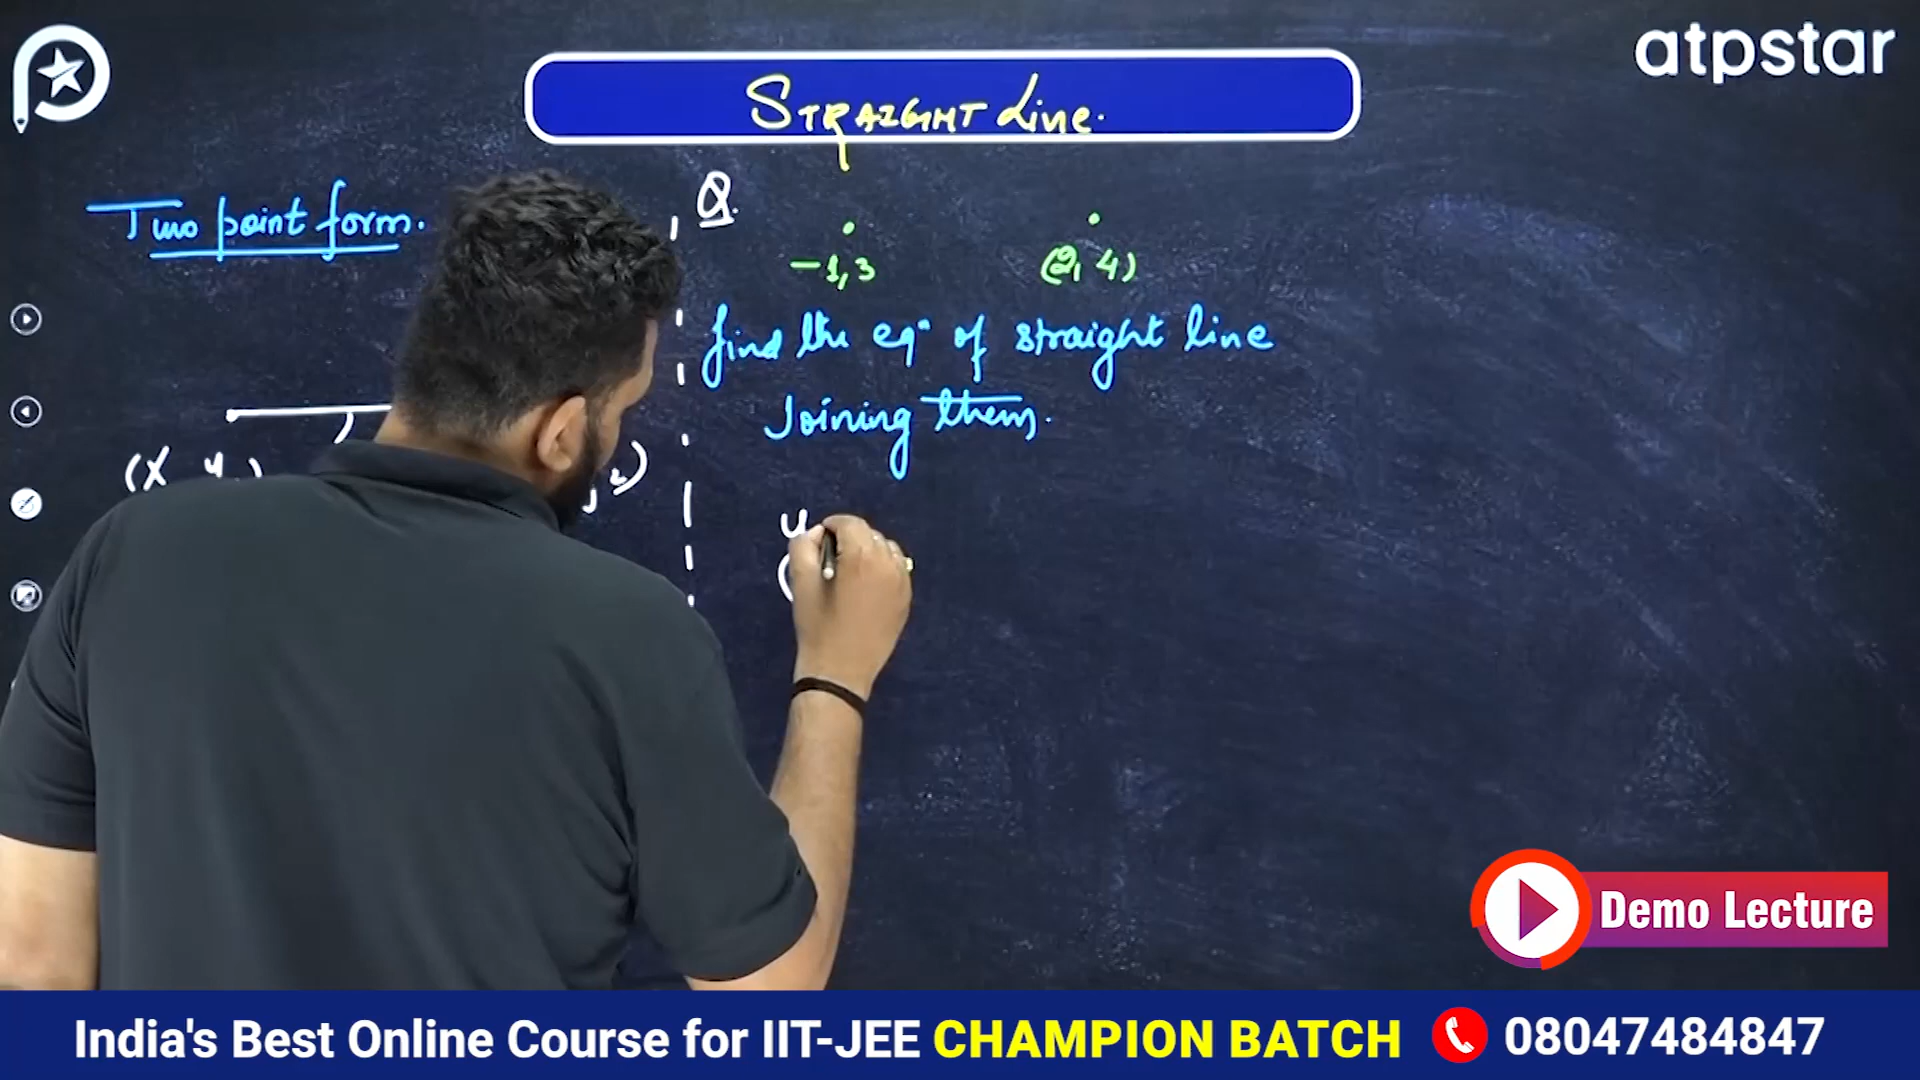 atpstar
STRAIGHT Line.
Two point form.
Q.
-1,3
(2, 4)
find the eqn of straight line
Joining them.
(x y )
2)
y
Demo Lecture
India's Best Online Course for IIT-JEE CHAMPION BATCH 08047484847